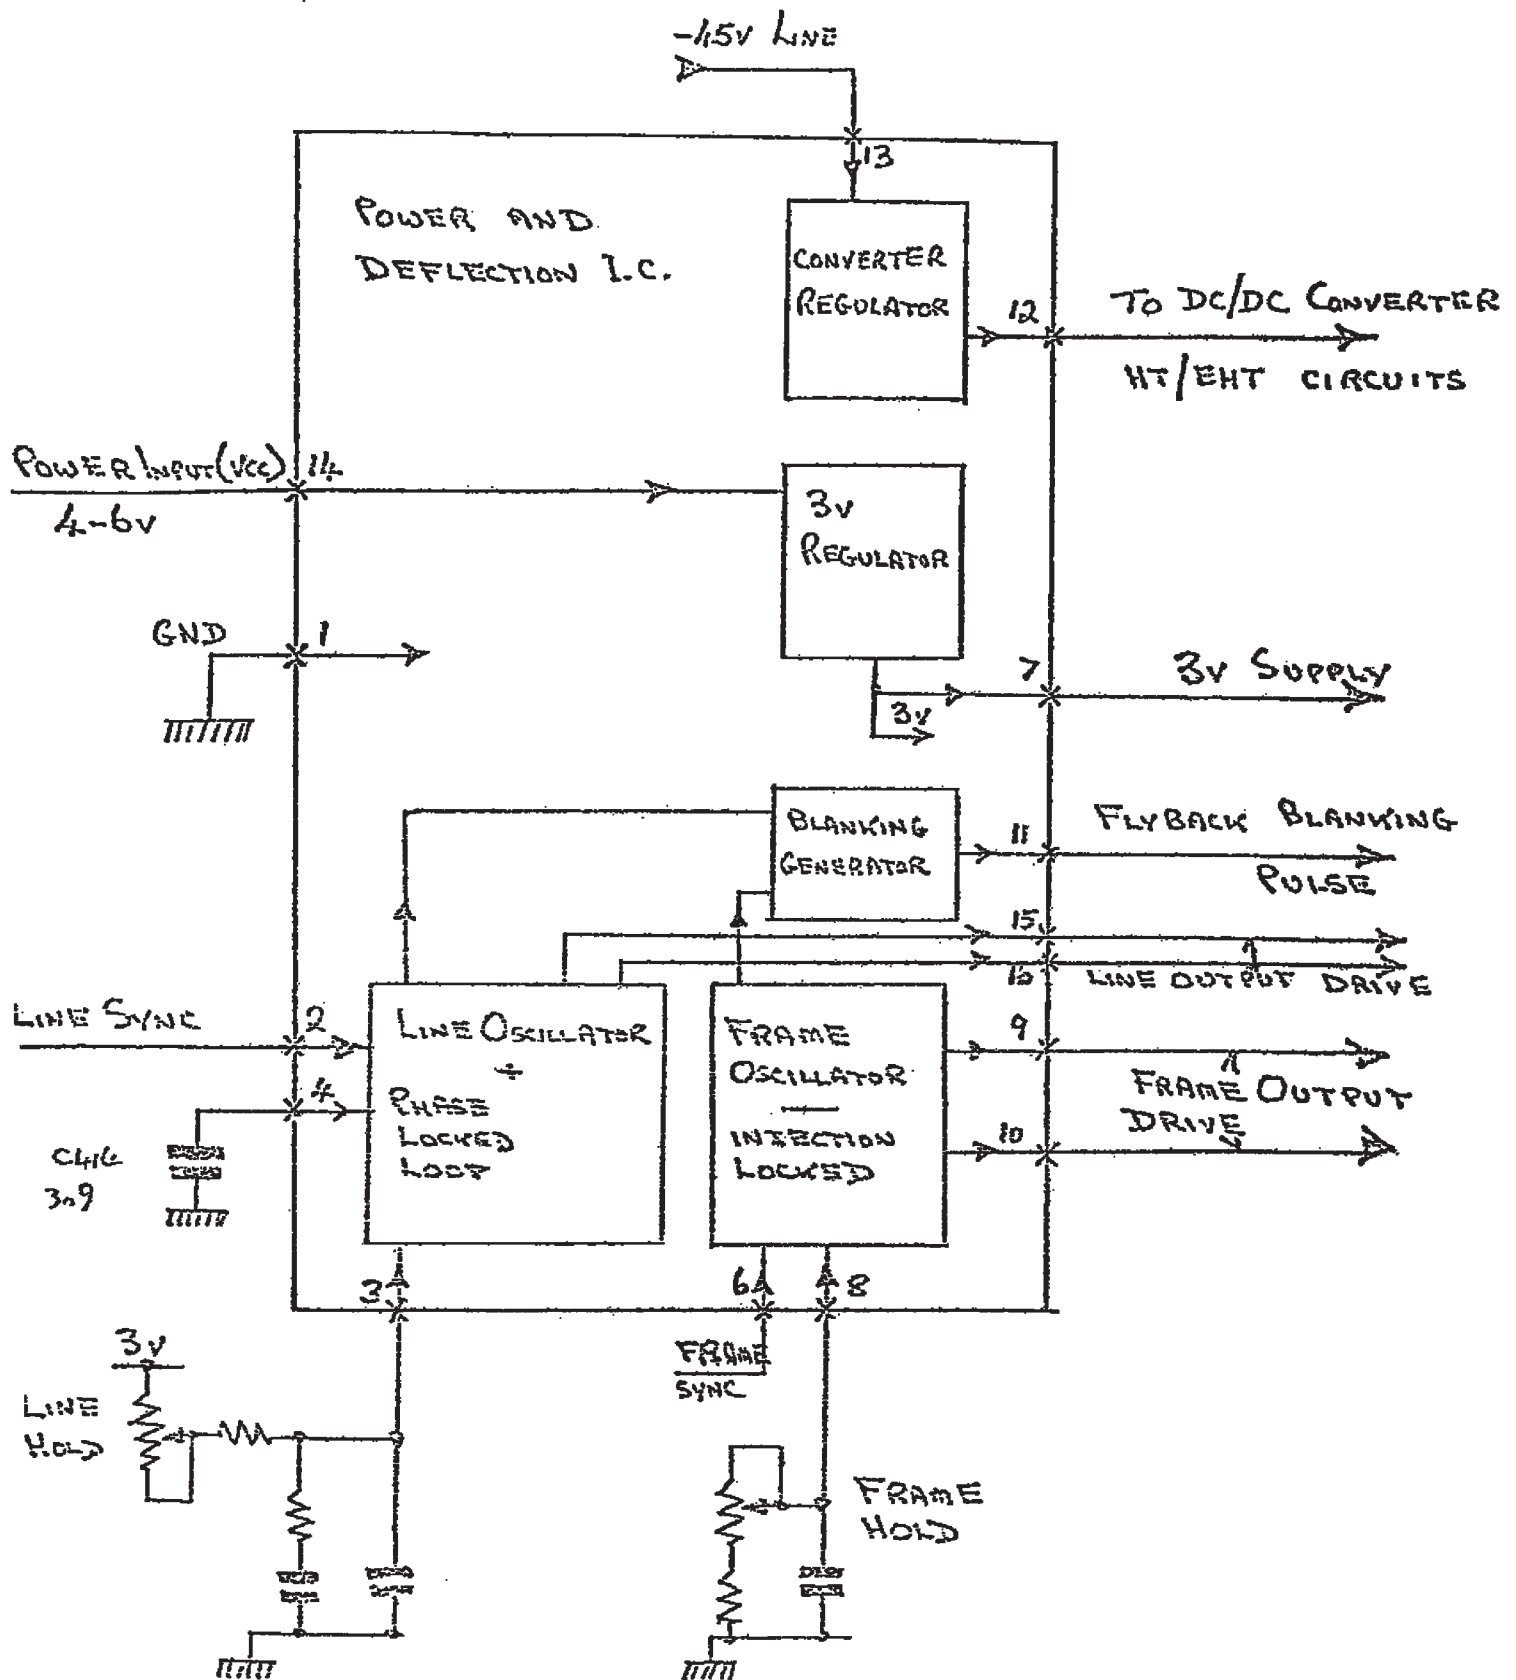 -45V LINE
13
POWER AND
DEFLECTION I.C.
CONVERTER
REGULATOR
12
TO DC/DC CONVERTER
HT/EHT CIRCUITS
POWER INPUT (VCC)
14
4-6V
3V
REGULATOR
GND
1
7
3V SUPPLY
3V
BLANKING
GENERATOR
11
FLYBACK BLANKING
PULSE
15
16
LINE OUTPUT DRIVE
LINE SYNC
2
LINE OSCILLATOR
+
PHASE
LOCKED
LOOP
FRAME
OSCILLATOR
—
INJECTION
LOCKED
9
FRAME OUTPUT
DRIVE
10
4
3n9
3
6
8
3V
LINE
HOLD
FRAME
SYNC
FRAME
HOLD